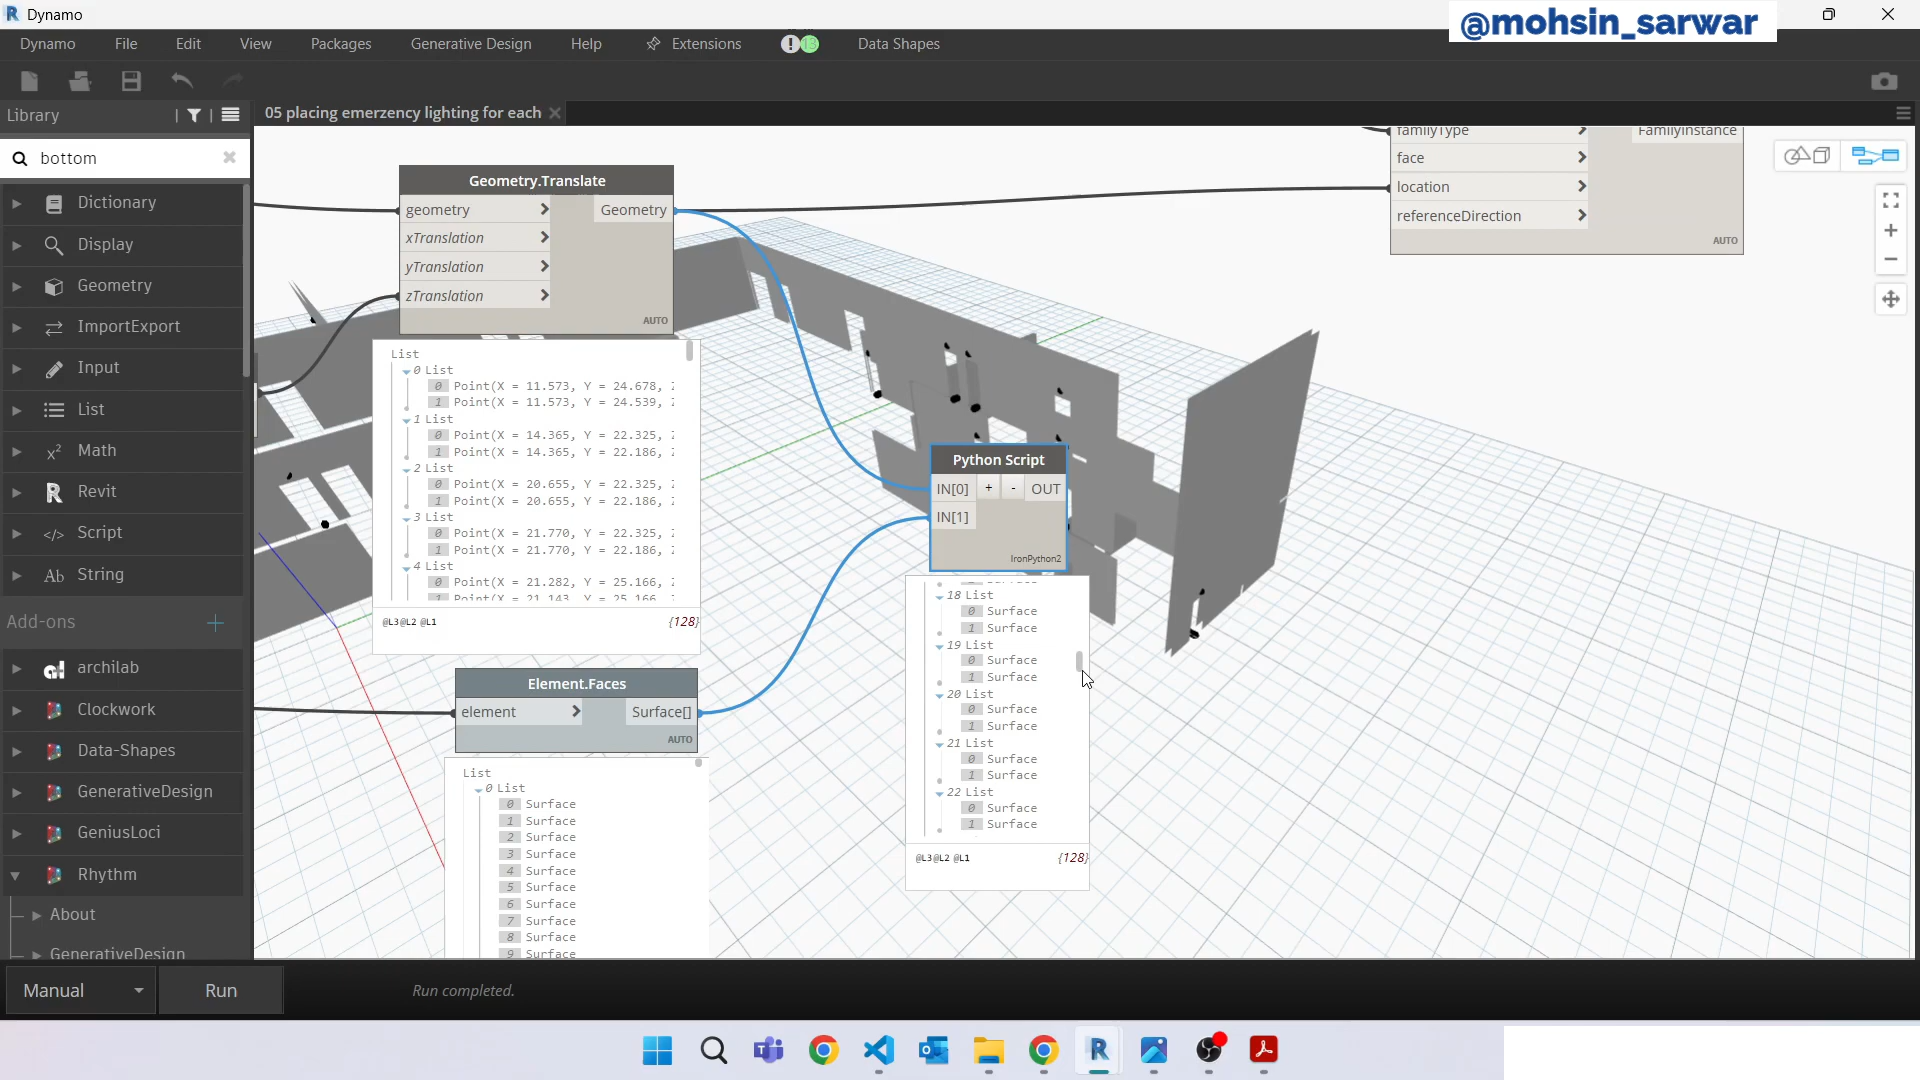 Dynamo
@mohsin_sarwar
Dynamo File Edit View Packages Generative Design Help Extensions Data Shapes
Library
05 placing emerzency lighting for each
bottom
Dictionary
Display
Geometry
ImportExport
Input
List
Math
Revit
Script
String
Add-ons
archilab
Clockwork
Data-Shapes
GenerativeDesign
GeniusLoci
Rhythm
About
GenerativeDesign
Geometry.Translate
geometry > Geometry
xTranslation >
yTranslation >
zTranslation >
AUTO
List
0 List
0 Point(X = 11.573, Y = 24.678,
1 Point(X = 11.573, Y = 24.539,
1 List
0 Point(X = 14.365, Y = 22.325,
1 Point(X = 14.365, Y = 22.186,
2 List
0 Point(X = 20.655, Y = 22.325,
1 Point(X = 20.655, Y = 22.186,
3 List
0 Point(X = 21.770, Y = 22.325,
1 Point(X = 21.770, Y = 22.186,
4 List
0 Point(X = 21.282, Y = 25.166,
1 Point(X = 21.143, Y = 25.166,
@L3 @L2 @L1 {128}
Element.Faces
element > Surface[]
AUTO
List
0 List
0 Surface
1 Surface
2 Surface
3 Surface
4 Surface
5 Surface
6 Surface
7 Surface
8 Surface
9 Surface
Python Script
IN[0] + - OUT
IN[1]
IronPython2
18 List
0 Surface
1 Surface
19 List
0 Surface
1 Surface
20 List
0 Surface
1 Surface
21 List
0 Surface
1 Surface
22 List
0 Surface
1 Surface
@L3 @L2 @L1 {128}
familyType > FamilyInstance
face >
location >
referenceDirection >
AUTO
Manual Run Run completed.